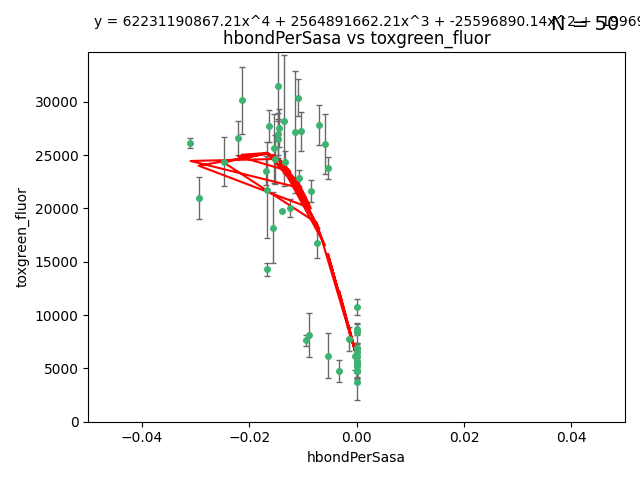 y = 62231190867.21x^4 + 2564891662.21x^3 + -25596890.14x^2 +
N = 50
hbondPerSasa vs toxgreen_fluor
30000
25000
20000
15000
10000
5000
0
toxgreen_fluor
−0.04
−0.02
0.00
0.02
0.04
hbondPerSasa